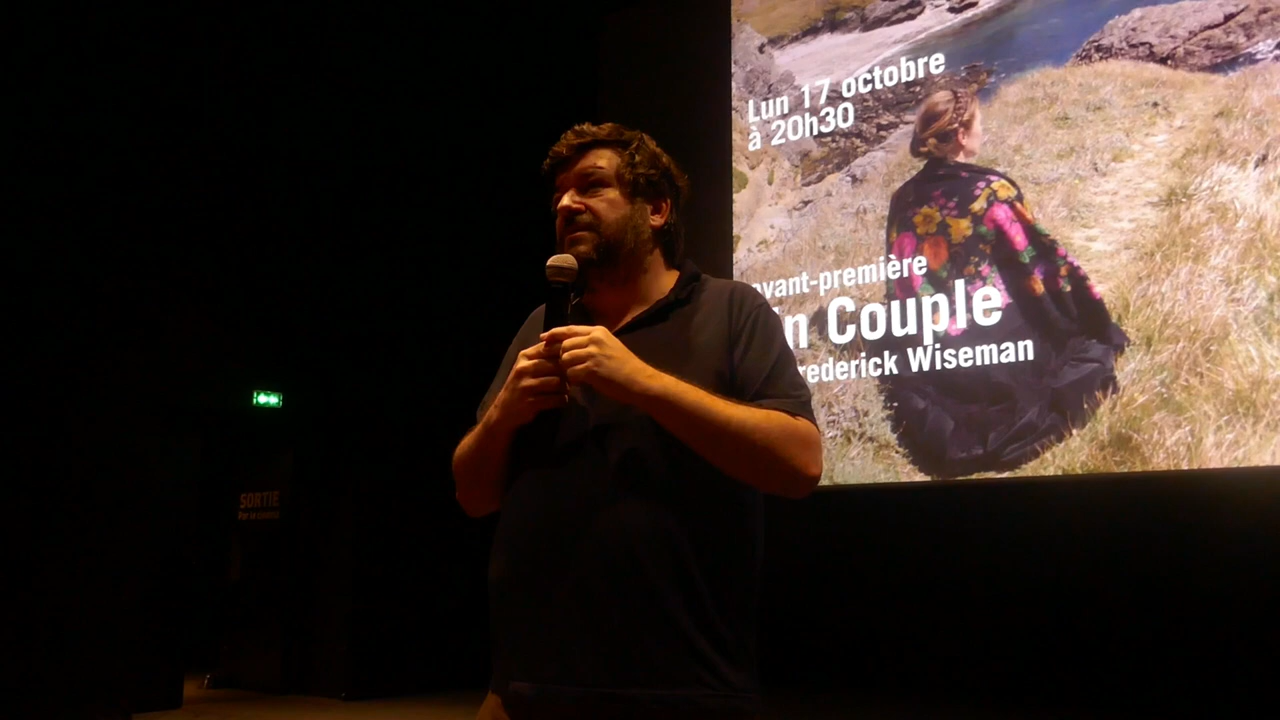 Lun 17 octobre
à 20h30
avant-première
n Couple
rederick Wiseman
SORTIE